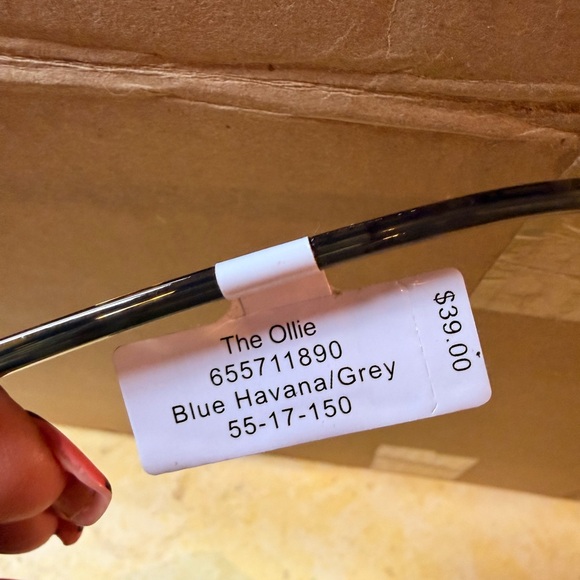 The Ollie
655711890
Blue Havana/Grey
55-17-150
$39.00